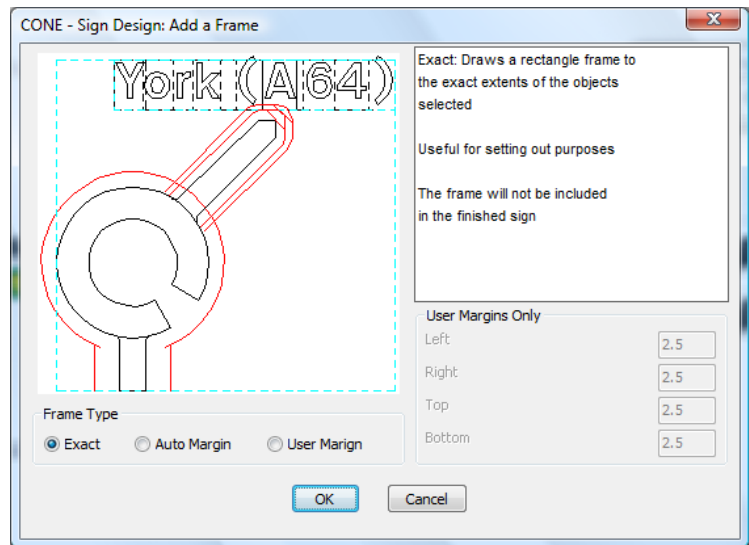 CONE - Sign Design: Add a Frame
York (A64)
Exact: Draws a rectangle frame to
the exact extents of the objects
selected
Useful for setting out purposes
The frame will not be included
in the finished sign
User Margins Only
Left 2.5
Right 2.5
Top 2.5
Bottom 2.5
Frame Type
Exact Auto Margin User Marign
OK Cancel